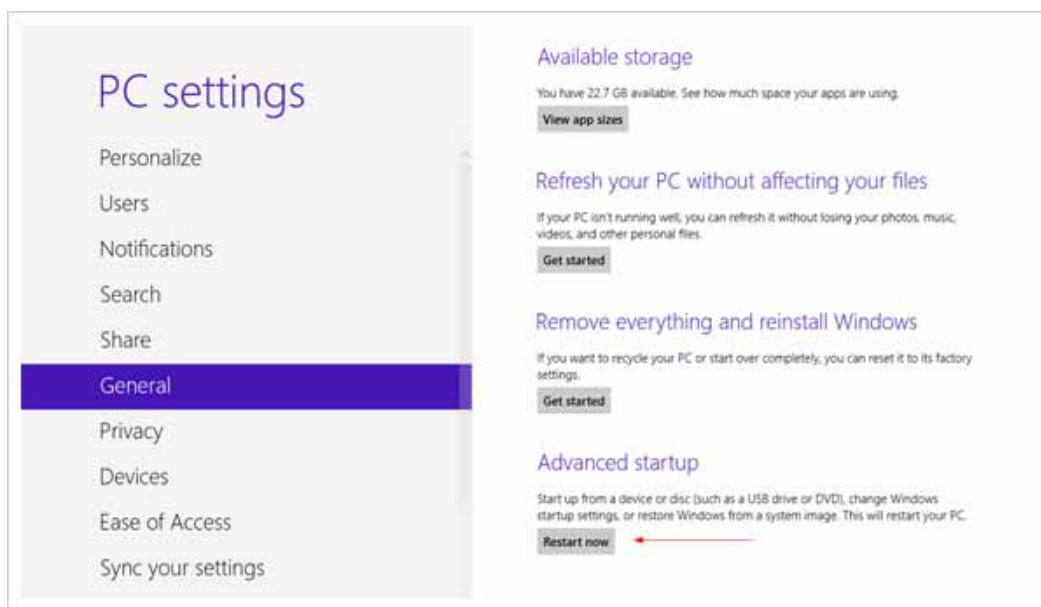 PC settings
Personalize
Users
Notifications
Search
Share
General
Privacy
Devices
Ease of Access
Sync your settings
Available storage
You have 22.7 GB available. See how much space your apps are using.
View app sizes
Refresh your PC without affecting your files
If your PC isn't running well, you can refresh it without losing your photos, music,
videos, and other personal files.
Get started
Remove everything and reinstall Windows
If you want to recycle your PC or start over completely, you can reset it to its factory
settings.
Get started
Advanced startup
Start up from a device or disc (such as a USB drive or DVD), change Windows
startup settings, or restore Windows from a system image. This will restart your PC.
Restart now